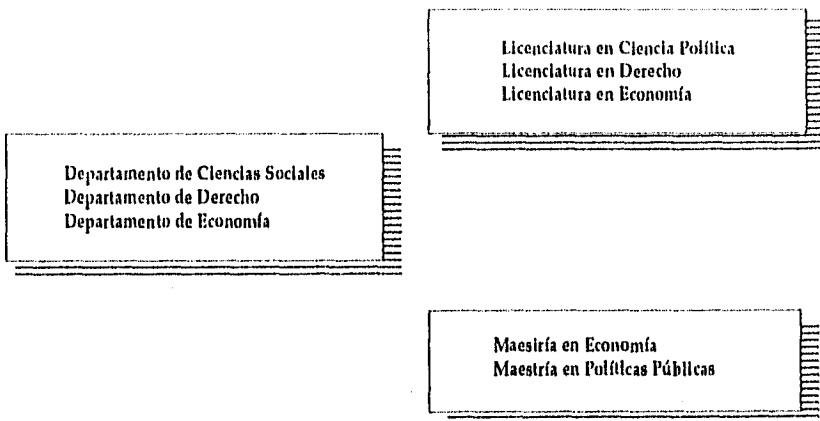 Licenciatura en Ciencia Política
Licenciatura en Derecho
Licenciatura en Economía
Departamento de Ciencias Sociales
Departamento de Derecho
Departamento de Economía
Maestría en Economía
Maestría en Políticas Públicas